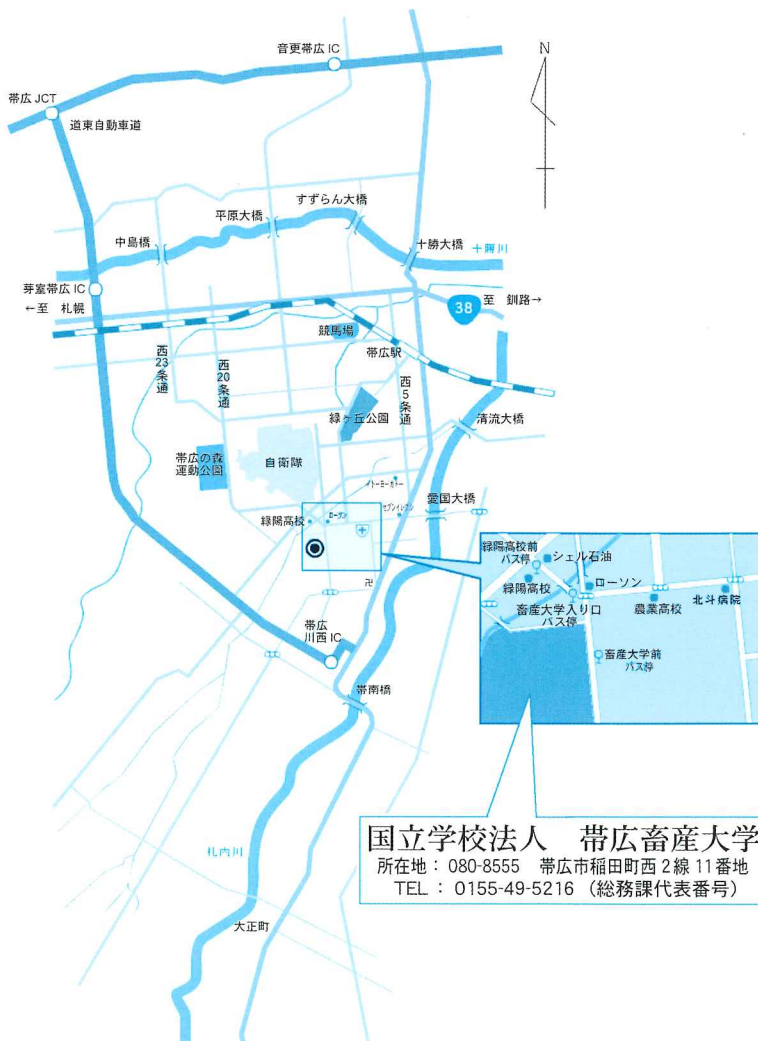 音更帯広 IC
N
帯広 JCT
道東自動車道
すずらん大橋
平原大橋
中島橋
十勝大橋
十勝川
芽室帯広 IC
←至 札幌
38
至 釧路→
競馬場
帯広駅
西23条通
西20条通
西5条通
緑ヶ丘公園
清流大橋
帯広の森
運動公園
自衛隊
イトーヨーカドー
セブンイレブン
愛国大橋
緑陽高校
ローソン
卍
緑陽高校前
バス停
シェル石油
緑陽高校
ローソン
畜産大学入り口
バス停
農業高校
北斗病院
畜産大学前
バス停
帯広
川西 IC
帯南橋
札内川
大正町
国立学校法人 帯広畜産大学
所在地：080-8555 帯広市稲田町西2線11番地
TEL：0155-49-5216（総務課代表番号）